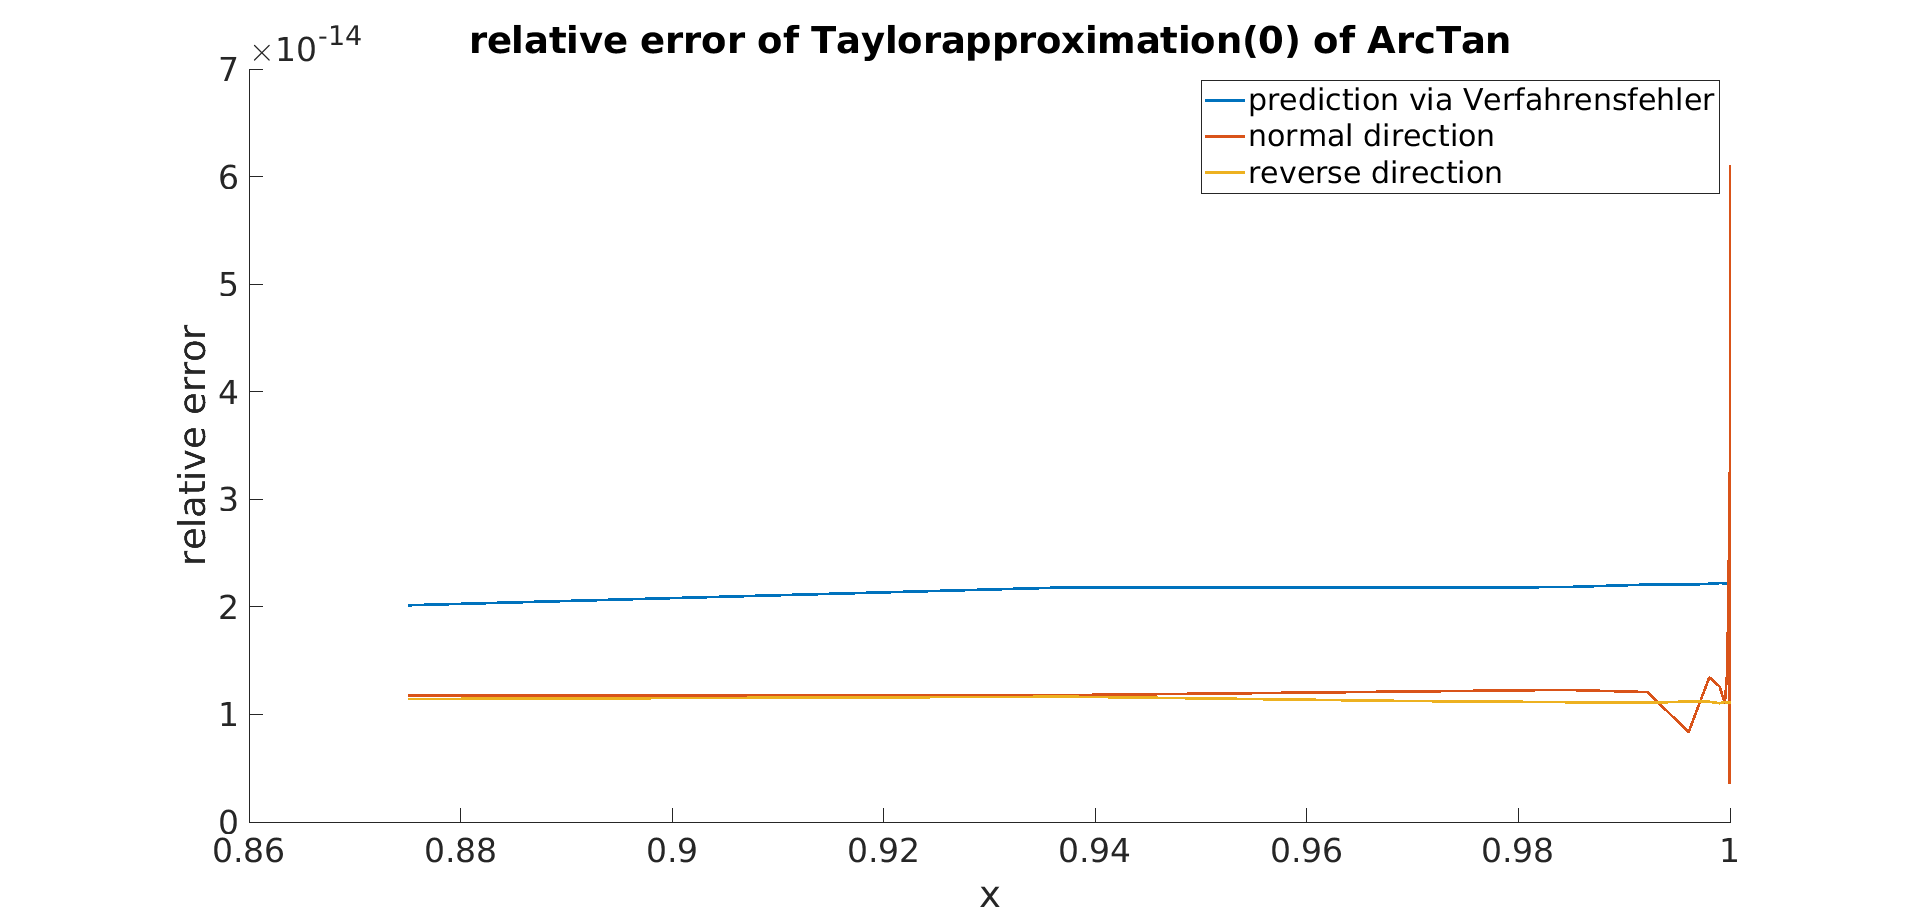 relative error of Taylorapproximation(0) of ArcTan
×10-14
7
6
5
4
3
2
1
0
relative error
prediction via Verfahrensfehler
normal direction
reverse direction
0.86 0.88 0.9 0.92 0.94 0.96 0.98 1
x